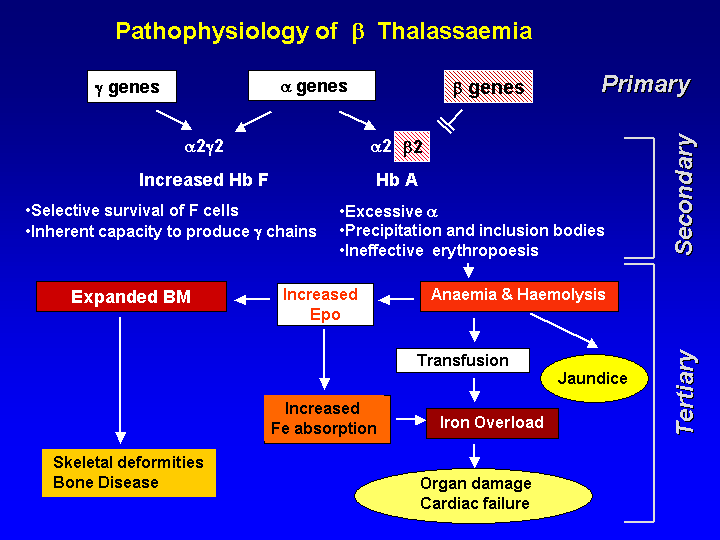 Pathophysiology of β Thalassaemia
γ genes
α genes
β genes
Primary
α2γ2
α2 β2
Increased Hb F
Hb A
Secondary
•Selective survival of F cells
•Inherent capacity to produce γ chains
•Excessive α
•Precipitation and inclusion bodies
•Ineffective erythropoesis
Expanded BM
Increased
Epo
Anaemia & Haemolysis
Transfusion
Jaundice
Tertiary
Increased
Fe absorption
Iron Overload
Skeletal deformities
Bone Disease
Organ damage
Cardiac failure